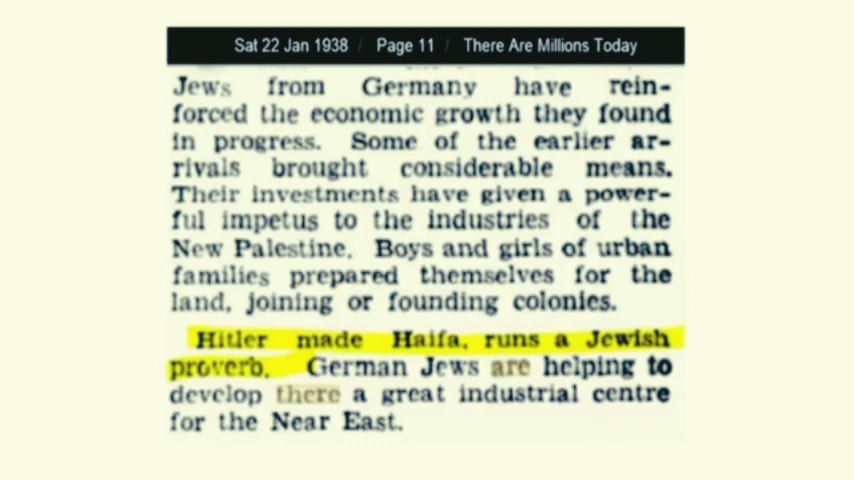 Sat 22 Jan 1938 / Page 11 / There Are Millions Today
Jews from Germany have rein-
forced the economic growth they found
in progress. Some of the earlier ar-
rivals brought considerable means.
Their investments have given a power-
ful impetus to the industries of the
New Palestine. Boys and girls of urban
families prepared themselves for the
land, joining or founding colonies.
Hitler made Haifa, runs a Jewish
proverb. German Jews are helping to
develop there a great industrial centre
for the Near East.